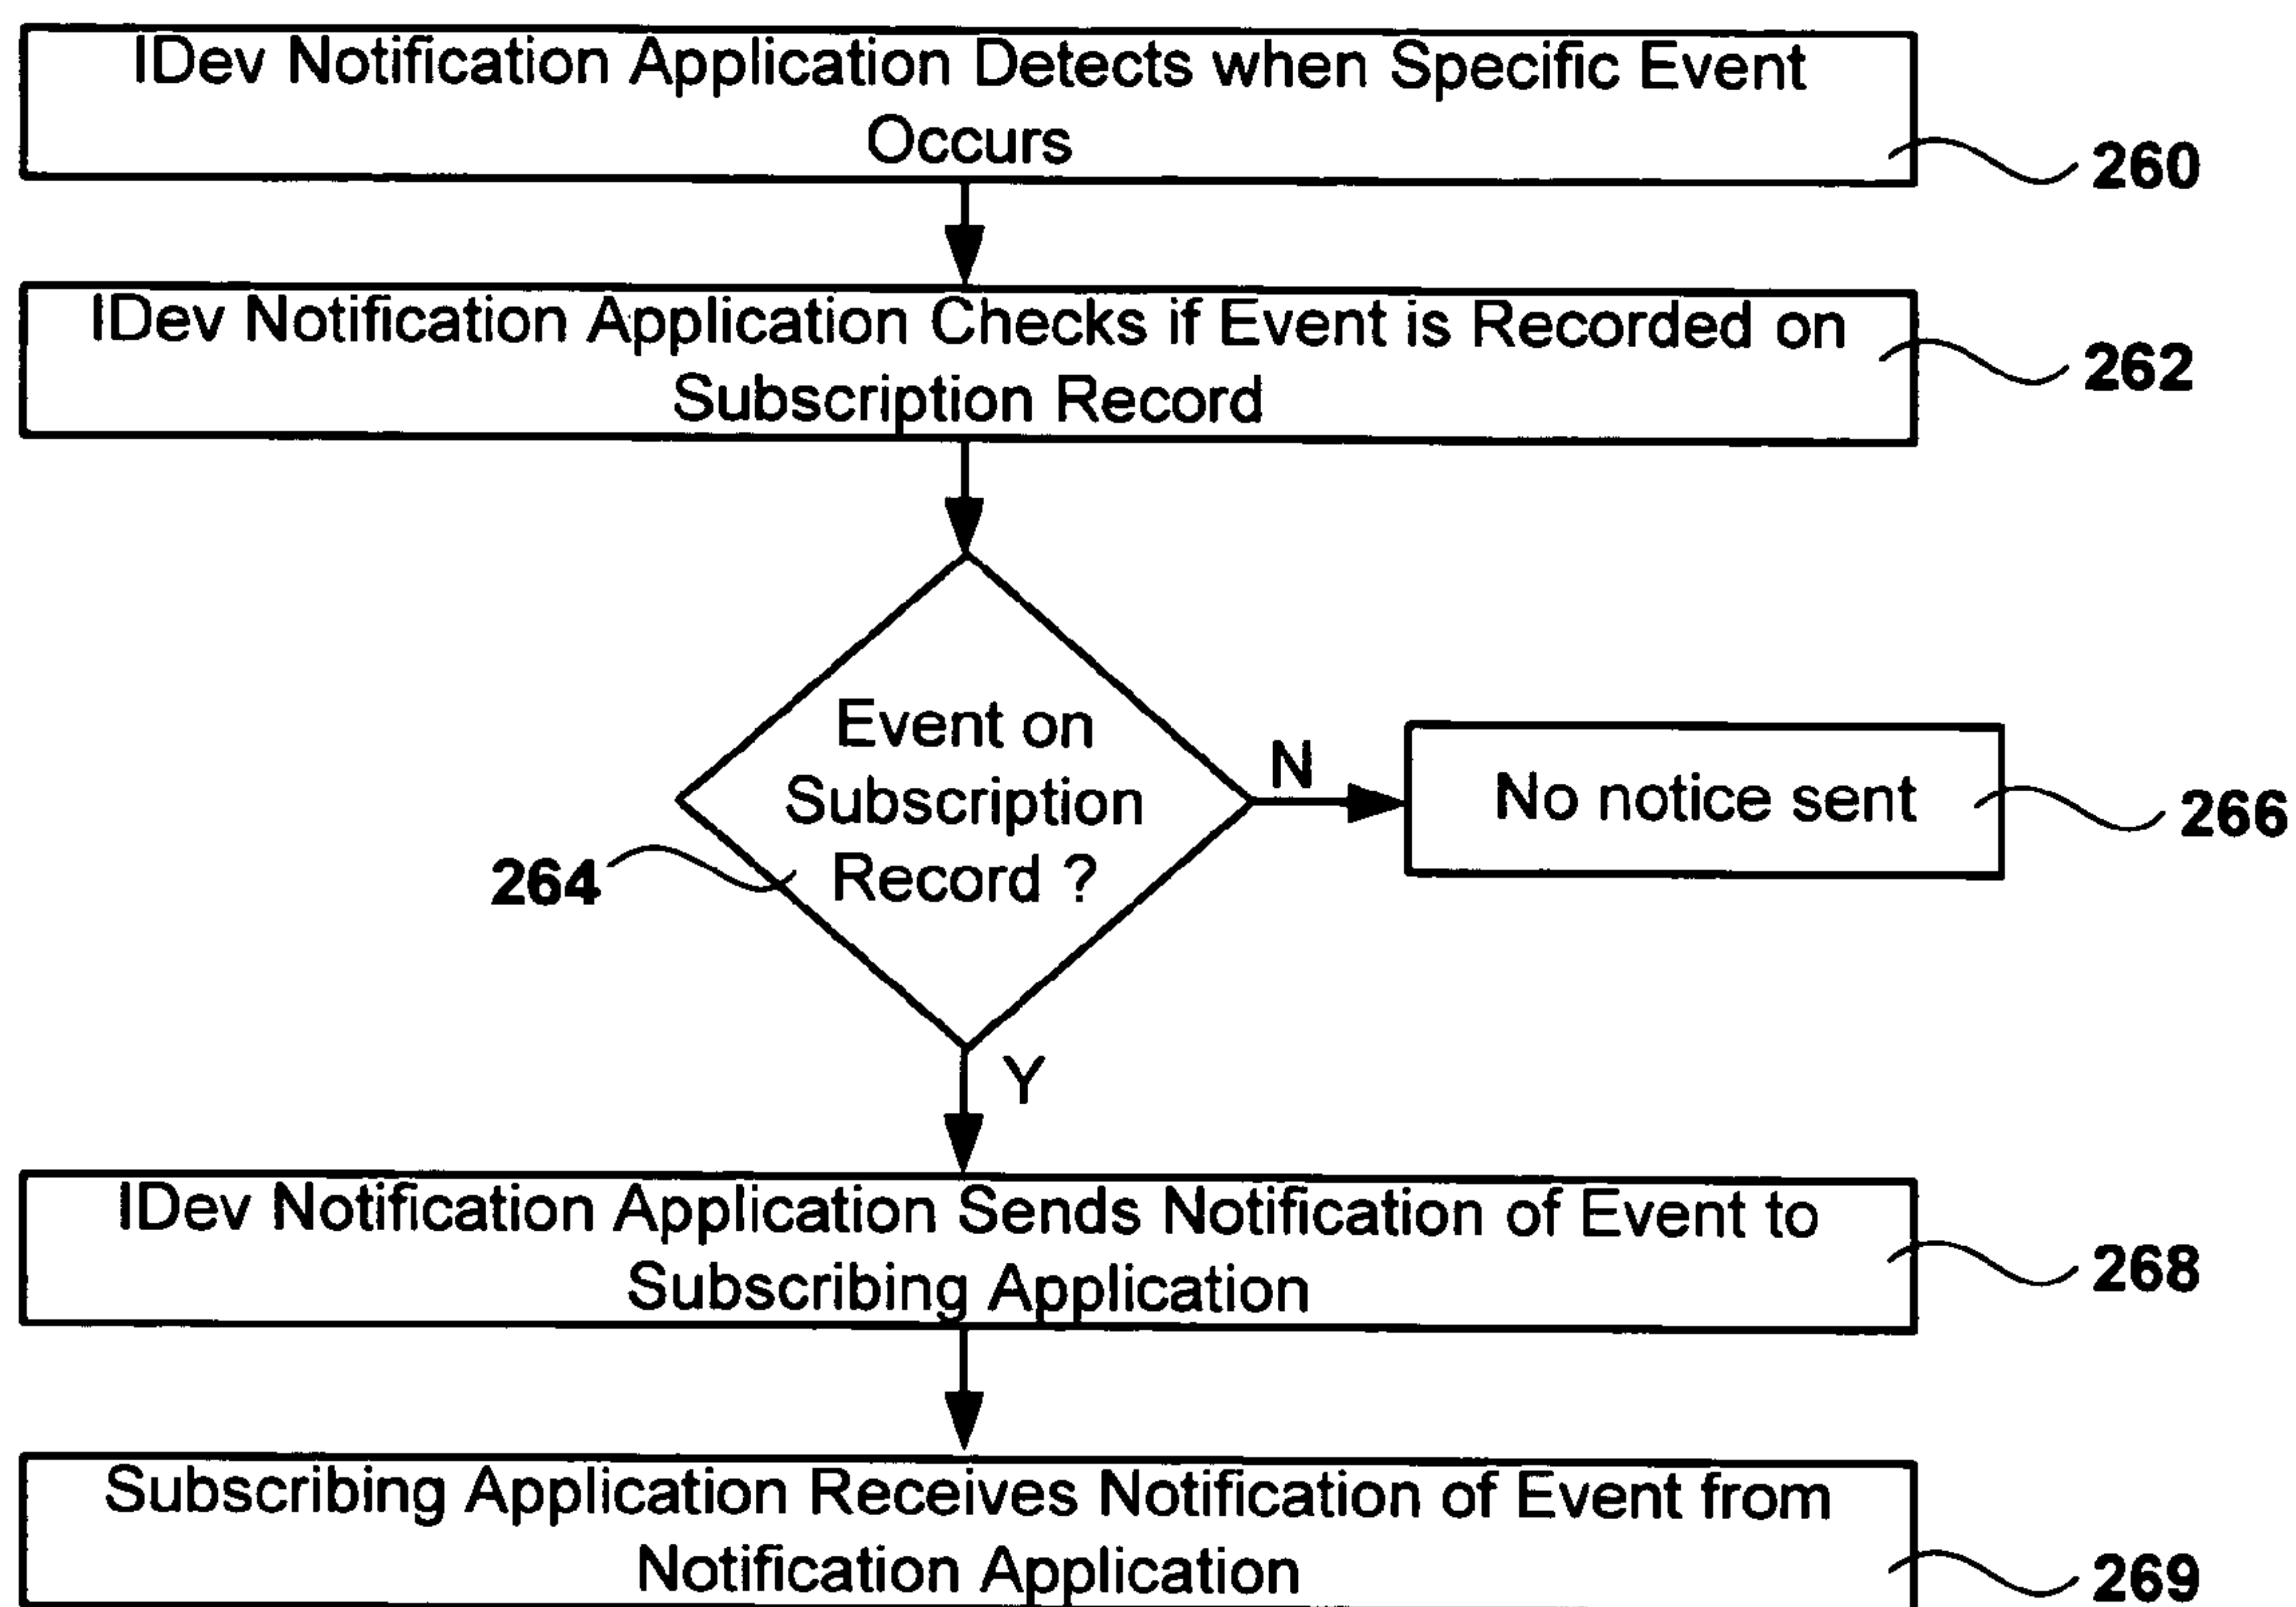 IDev Notification Application Detects when Specific Event
Occurs
260
IDev Notification Application Checks if Event is Recorded on
Subscription Record
262
Event on
Subscription
Record ?
264
N
No notice sent
266
Y
IDev Notification Application Sends Notification of Event to
Subscribing Application
268
Subscribing Application Receives Notification of Event from
Notification Application
269